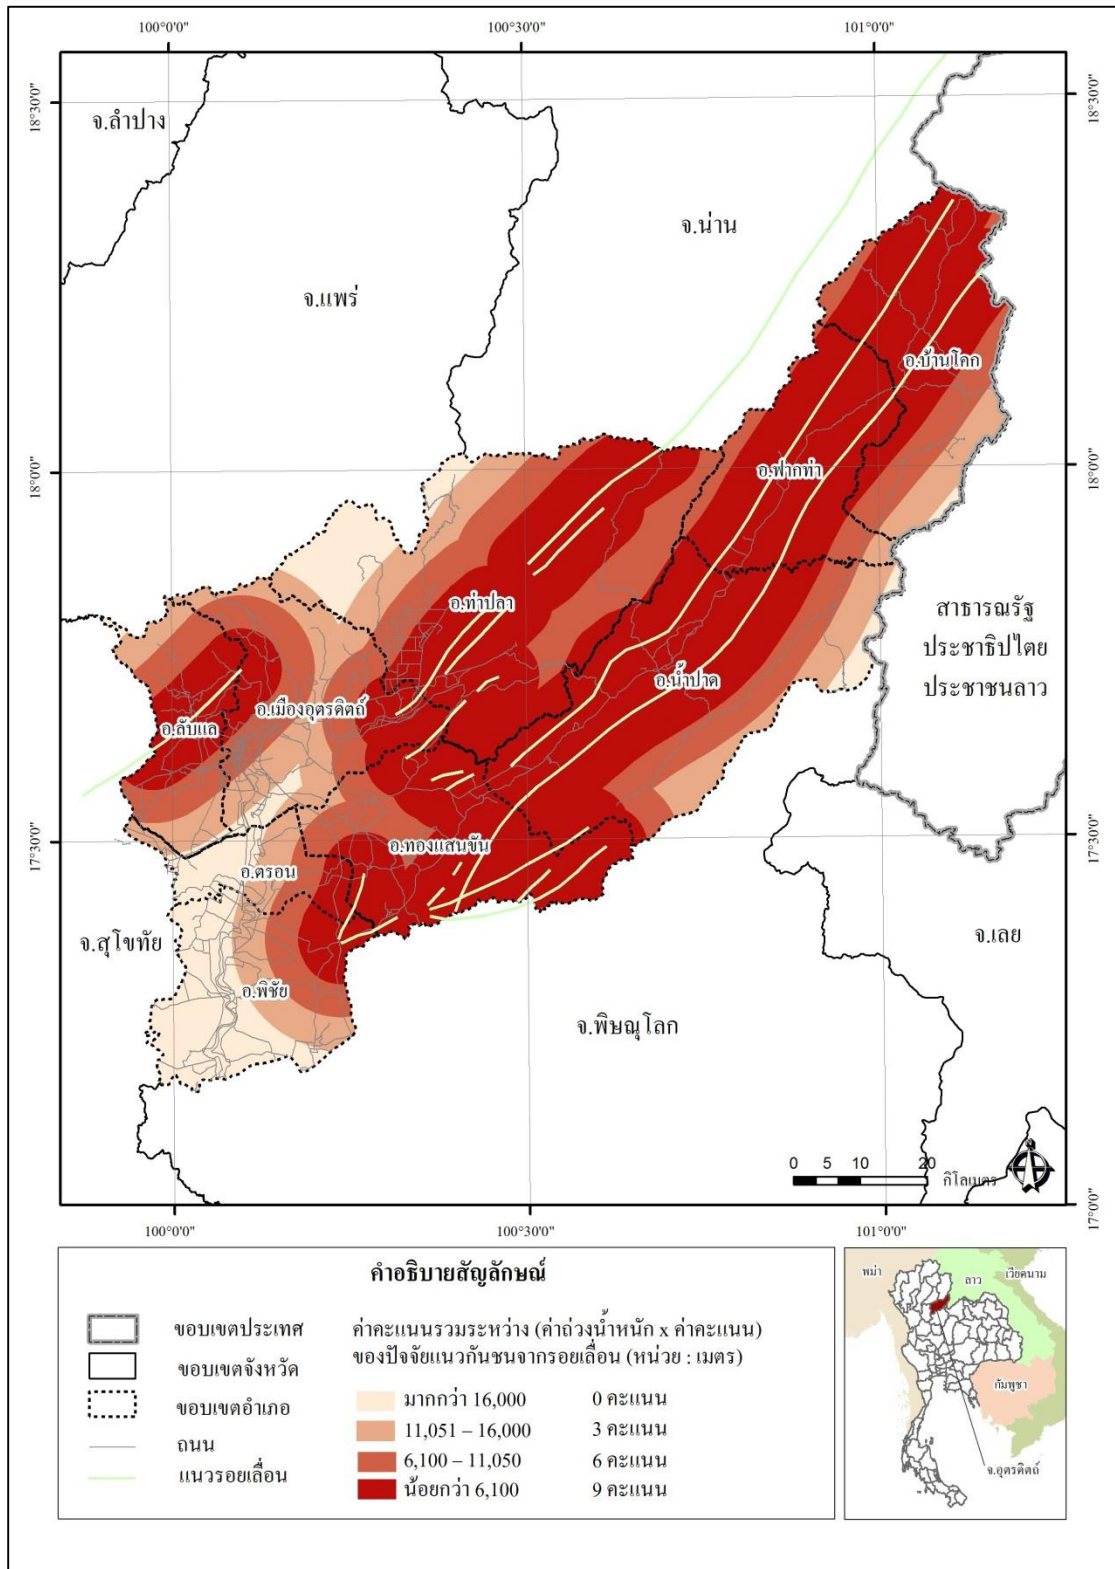 100°0'0" 100°30'0" 101°0'0"
18°30'0" 18°30'0"
จ.ลำปาง
จ.น่าน
จ.แพร่
อ.บ้านโคก
18°0'0" 18°0'0"
อ.ฟากท่า
อ.ท่าปลา
สาธารณรัฐ
ประชาธิปไตย
ประชาชนลาว
อ.น้ำปาด
อ.เมืองอุตรดิตถ์
อ.ลับแล
17°30'0" 17°30'0"
อ.ทองแสนขัน
อ.ตรอน
จ.สุโขทัย
จ.เลย
อ.พิชัย
จ.พิษณุโลก
0 5 10 20
กิโลเมตร
17°0'0"
100°0'0" 100°30'0" 101°0'0"
คำอธิบายสัญลักษณ์
ขอบเขตประเทศ
ขอบเขตจังหวัด
ขอบเขตอำเภอ
ถนน
แนวรอยเลื่อน
ค่าคะแนนรวมระหว่าง (ค่าถ่วงน้ำหนัก x ค่าคะแนน)
ของปัจจัยแนวกันชนจากรอยเลื่อน (หน่วย : เมตร)
มากกว่า 16,000 0 คะแนน
11,051 – 16,000 3 คะแนน
6,100 – 11,050 6 คะแนน
น้อยกว่า 6,100 9 คะแนน
พม่า
ลาว
เวียดนาม
กัมพูชา
จ.อุตรดิตถ์